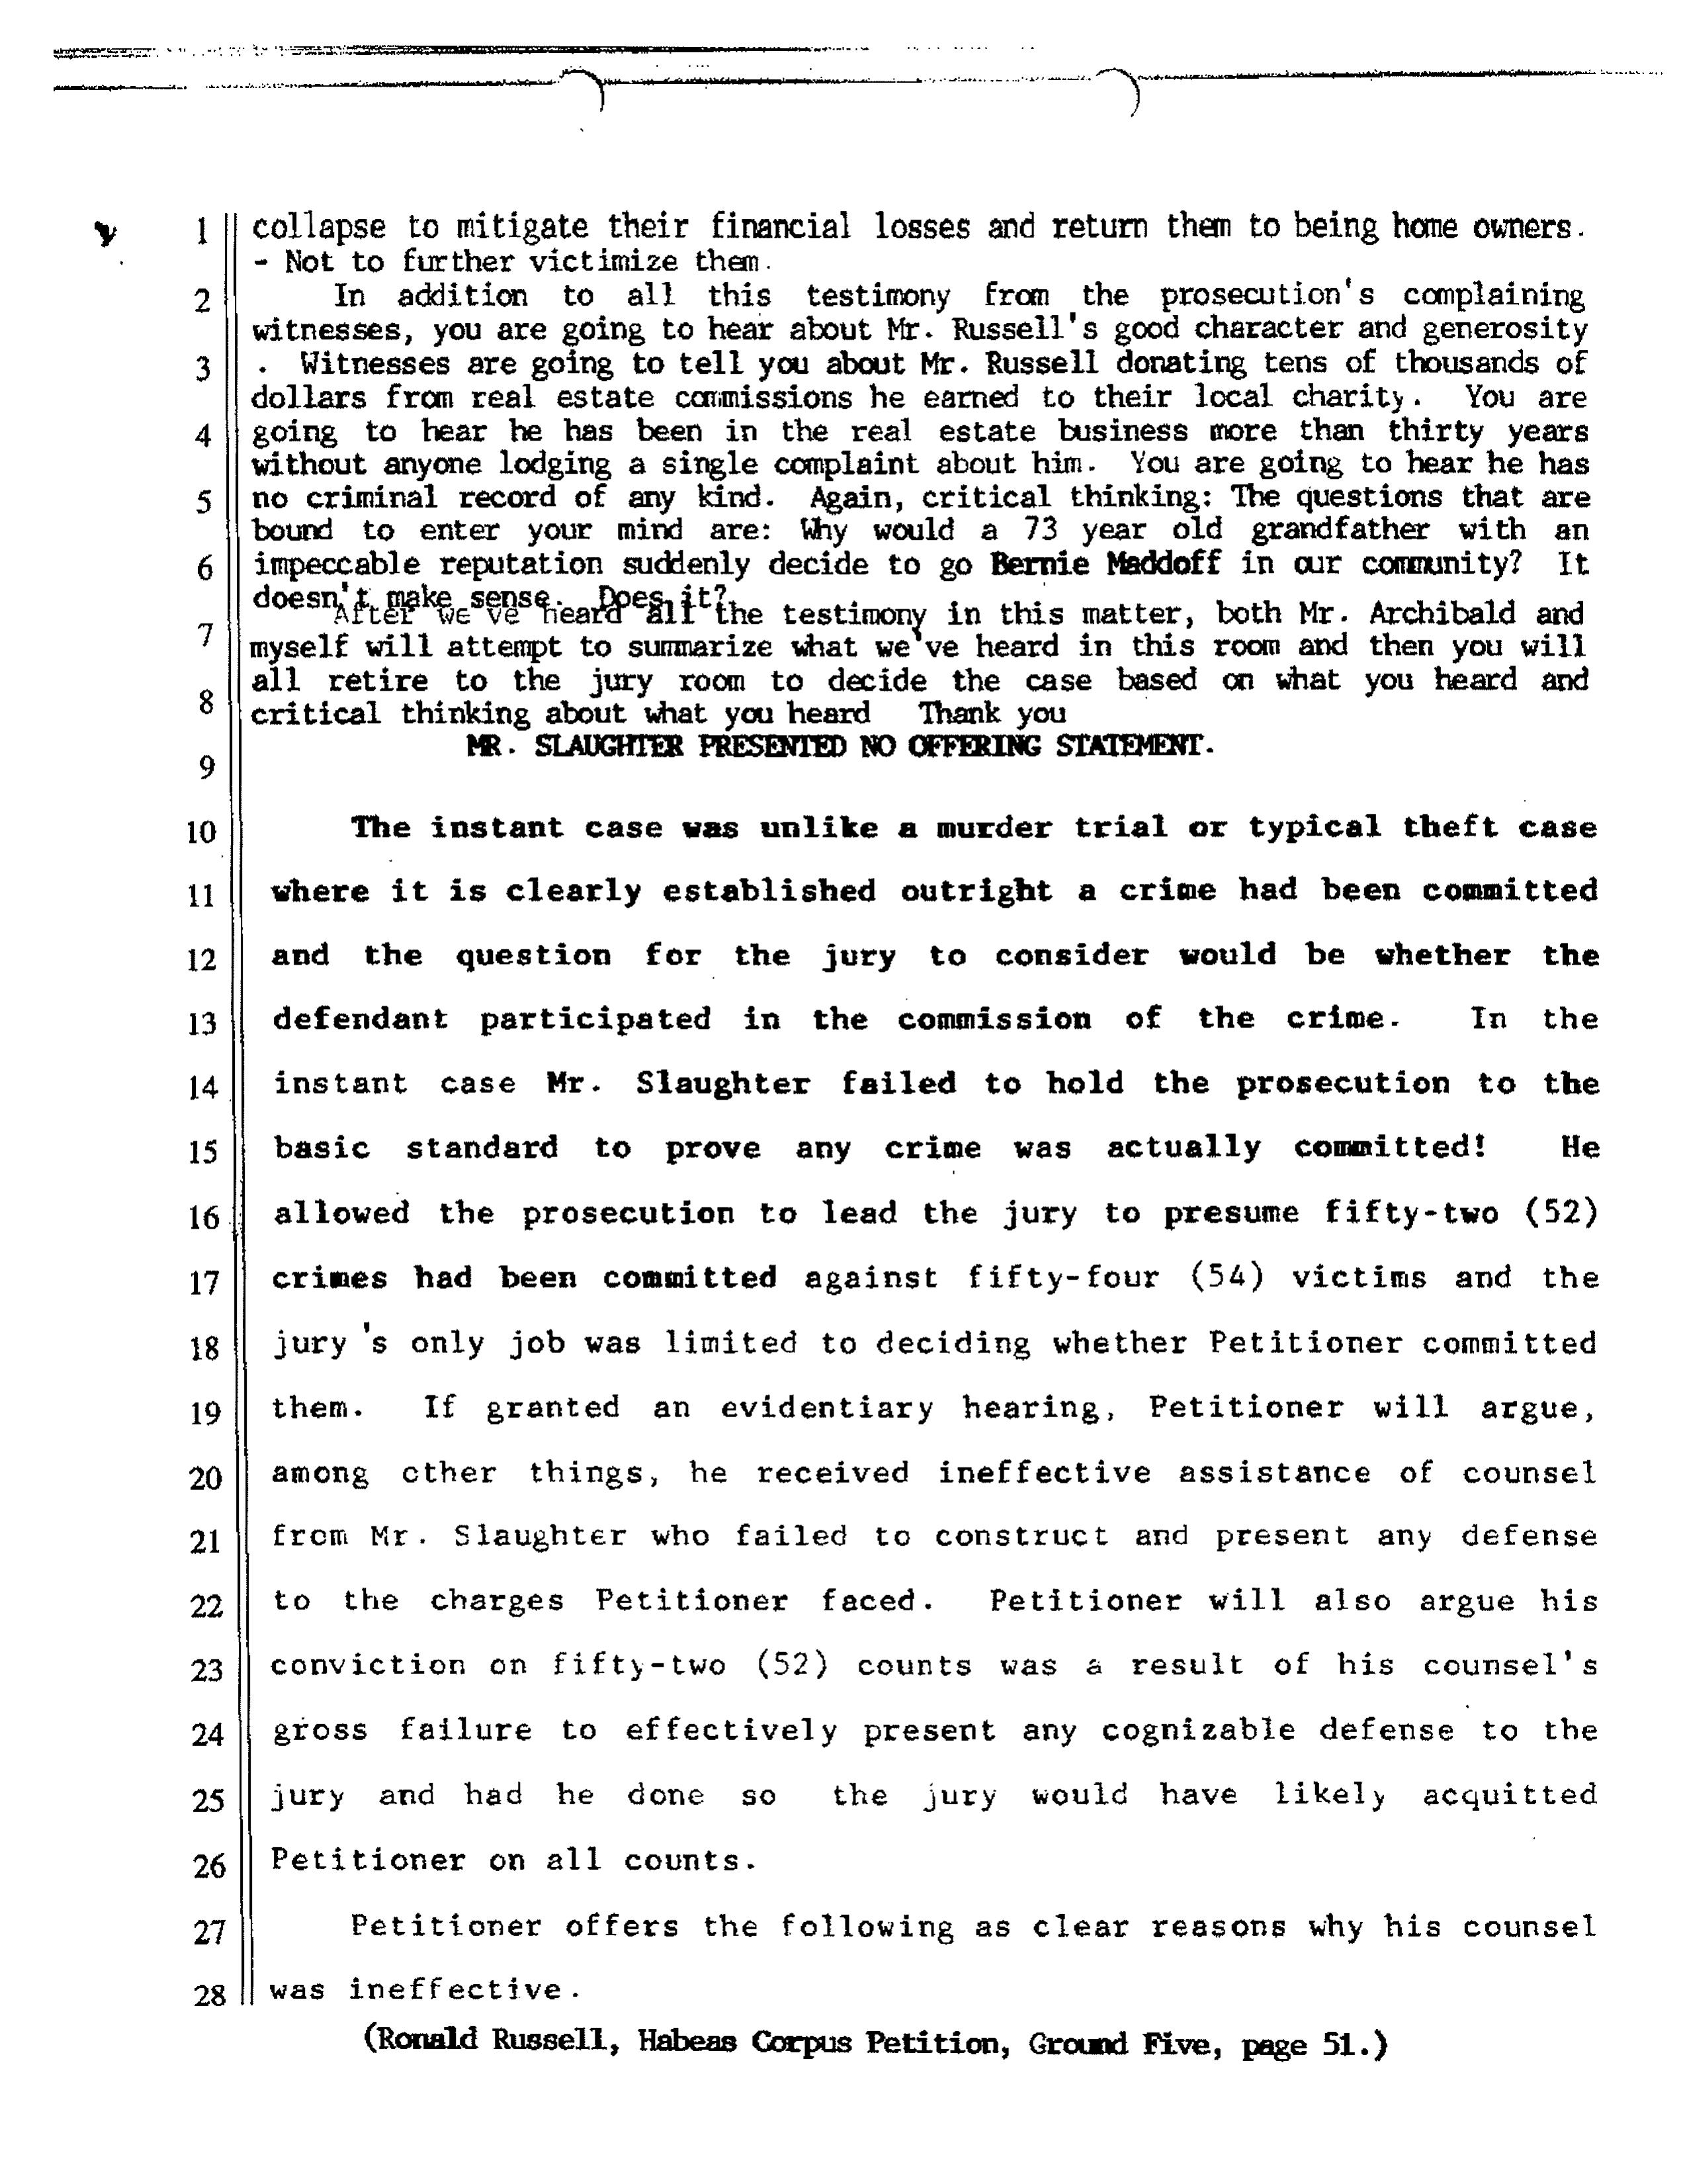 1 collapse to mitigate their financial losses and return them to being home owners.
- Not to further victimize them.
2 In addition to all this testimony from the prosecution's complaining
witnesses, you are going to hear about Mr. Russell's good character and generosity
3 . Witnesses are going to tell you about Mr. Russell donating tens of thousands of
dollars from real estate commissions he earned to their local charity. You are
4 going to hear he has been in the real estate business more than thirty years
without anyone lodging a single complaint about him. You are going to hear he has
5 no criminal record of any kind. Again, critical thinking: The questions that are
bound to enter your mind are: Why would a 73 year old grandfather with an
6 impeccable reputation suddenly decide to go Bernie Maddoff in our community? It
doesn't make sense. Does it?
After we've heard all the testimony in this matter, both Mr. Archibald and
7 myself will attempt to summarize what we've heard in this room and then you will
all retire to the jury room to decide the case based on what you heard and
8 critical thinking about what you heard Thank you
MR. SLAUGHTER PRESENTED NO OFFERING STATEMENT.
9
10 The instant case was unlike a murder trial or typical theft case
11 where it is clearly established outright a crime had been committed
12 and the question for the jury to consider would be whether the
13 defendant participated in the commission of the crime. In the
14 instant case Mr. Slaughter failed to hold the prosecution to the
15 basic standard to prove any crime was actually committed! He
16 allowed the prosecution to lead the jury to presume fifty-two (52)
17 crimes had been committed against fifty-four (54) victims and the
18 jury's only job was limited to deciding whether Petitioner committed
19 them. If granted an evidentiary hearing, Petitioner will argue,
20 among other things, he received ineffective assistance of counsel
21 from Mr. Slaughter who failed to construct and present any defense
22 to the charges Petitioner faced. Petitioner will also argue his
23 conviction on fifty-two (52) counts was a result of his counsel's
24 gross failure to effectively present any cognizable defense to the
25 jury and had he done so the jury would have likely acquitted
26 Petitioner on all counts.
27 Petitioner offers the following as clear reasons why his counsel
28 was ineffective.
(Ronald Russell, Habeas Corpus Petition, Ground Five, page 51.)